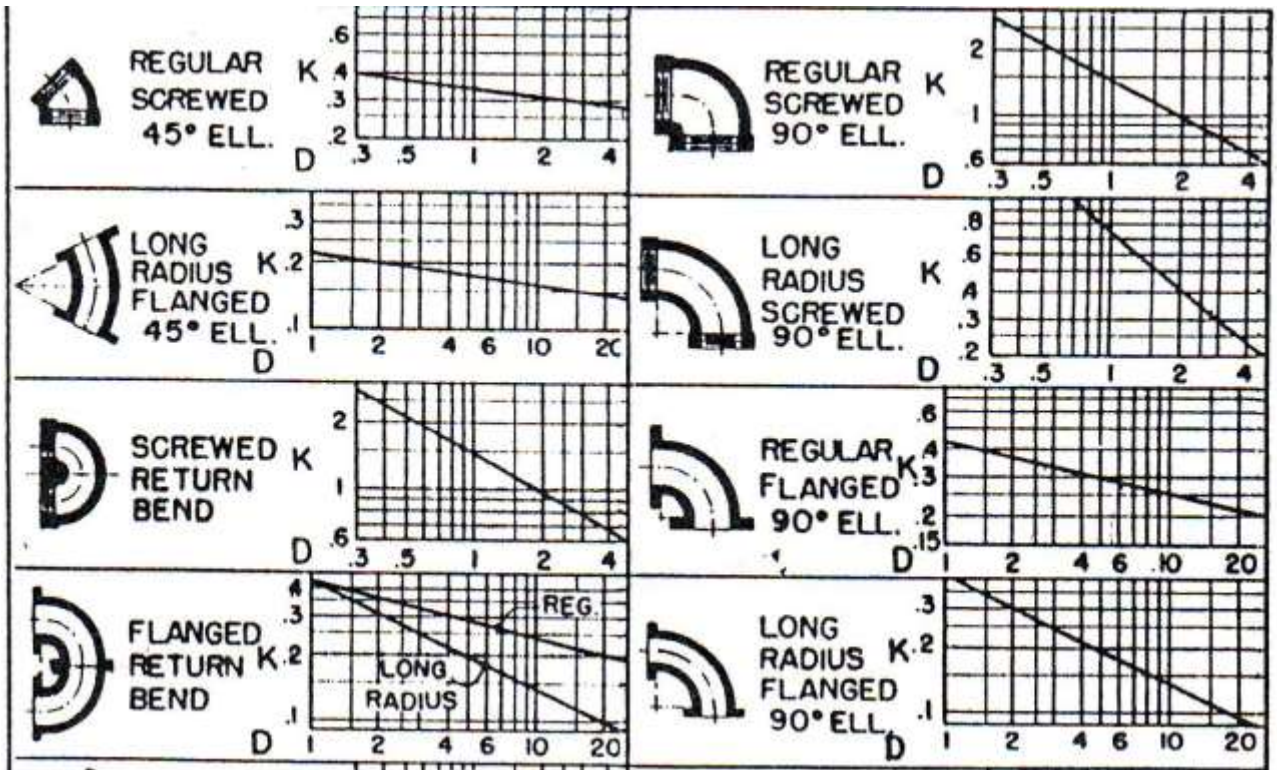 REGULAR
SCREWED
45° ELL.
K
.6
.4
.3
.2
D
.3 .5 1 2 4
REGULAR
SCREWED
90° ELL.
K
2
1
.6
D
.3 .5 1 2 4
LONG
RADIUS
FLANGED
45° ELL.
K
.3
.2
.1
D
1 2 4 6 10 20
LONG
RADIUS
SCREWED
90° ELL.
K
.8
.6
.4
.3
.2
D
.3 .5 1 2 4
SCREWED
RETURN
BEND
K
2
1
.6
D
.3 .5 1 2 4
REGULAR
FLANGED
90° ELL.
K
.6
.4
.3
.2
.15
D
1 2 4 6 10 20
FLANGED
RETURN
BEND
K
.4
.3
.2
.1
REG.
LONG
RADIUS
D
1 2 4 6 10 20
LONG
RADIUS
FLANGED
90° ELL.
K
.3
.2
.1
D
1 2 4 6 10 20